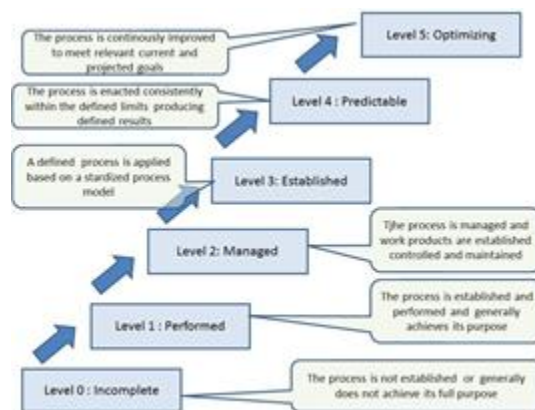 The process is continously improved
to meet relevant current and
projected goals
Level 5: Optimizing
The process is enacted consistently
within the defined limits producing
defined results
Level 4 : Predictable
A defined process is applied
based on a stardized process
model
Level 3: Established
Tjhe process is managed and
work products are established
controlled and maintained
Level 2: Managed
The process is established and
performed and generally
achieves its purpose
Level 1 : Performed
The process is not established or generally
does not achieve its full purpose
Level 0 : Incomplete